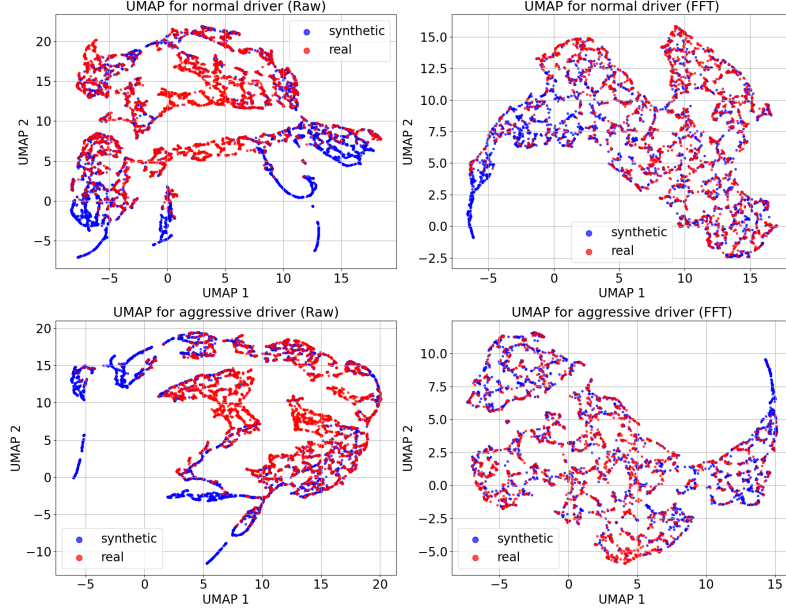 UMAP for normal driver (Raw)
20
15
10
5
0
−5
UMAP 2
synthetic
real
−5
0
5
10
15
UMAP 1
UMAP for normal driver (FFT)
15.0
12.5
10.0
7.5
5.0
2.5
0.0
−2.5
UMAP 2
synthetic
real
−5
0
5
10
15
UMAP 1
UMAP for aggressive driver (Raw)
20
15
10
5
0
−5
−10
UMAP 2
synthetic
real
−5
0
5
10
15
20
UMAP 1
UMAP for aggressive driver (FFT)
10.0
7.5
5.0
2.5
0.0
−2.5
−5.0
UMAP 2
synthetic
real
−5
0
5
10
15
UMAP 1